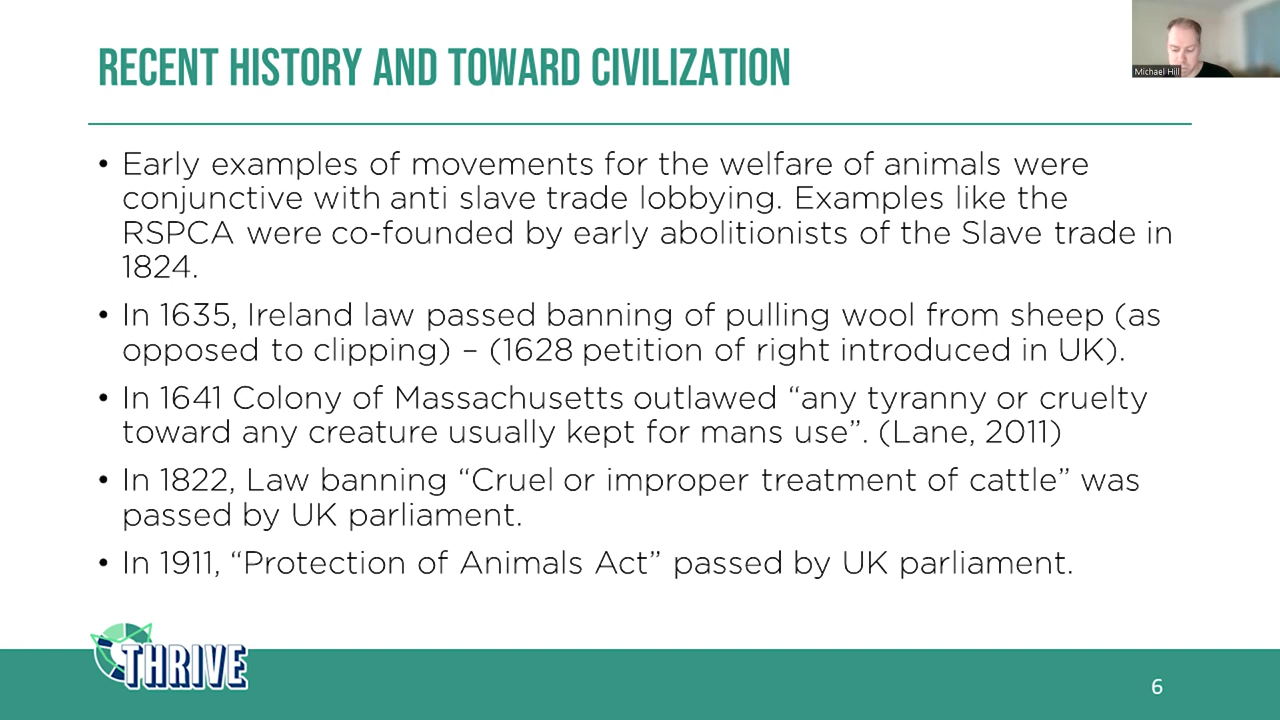 RECENT HISTORY AND TOWARD CIVILIZATION
Michael Hill
• Early examples of movements for the welfare of animals were
conjunctive with anti slave trade lobbying. Examples like the
RSPCA were co-founded by early abolitionists of the Slave trade in
1824.
• In 1635, Ireland law passed banning of pulling wool from sheep (as
opposed to clipping) – (1628 petition of right introduced in UK).
• In 1641 Colony of Massachusetts outlawed “any tyranny or cruelty
toward any creature usually kept for mans use”. (Lane, 2011)
• In 1822, Law banning “Cruel or improper treatment of cattle” was
passed by UK parliament.
• In 1911, “Protection of Animals Act” passed by UK parliament.
THRIVE
6